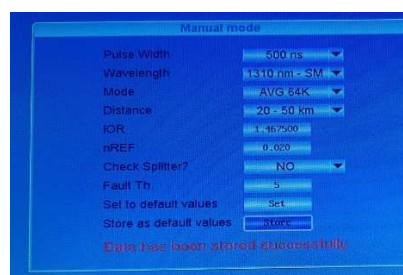 Manual mode
Pulse Width 500 ns
Wavelength 1310 nm - SM
Mode AVG 64K
Distance 20 - 50 km
IOR 1.467500
nREF 0.020
Check Splitter? NO
Fault Th. 5
Set to default values Set
Store as default values Store
Data has been stored successfully